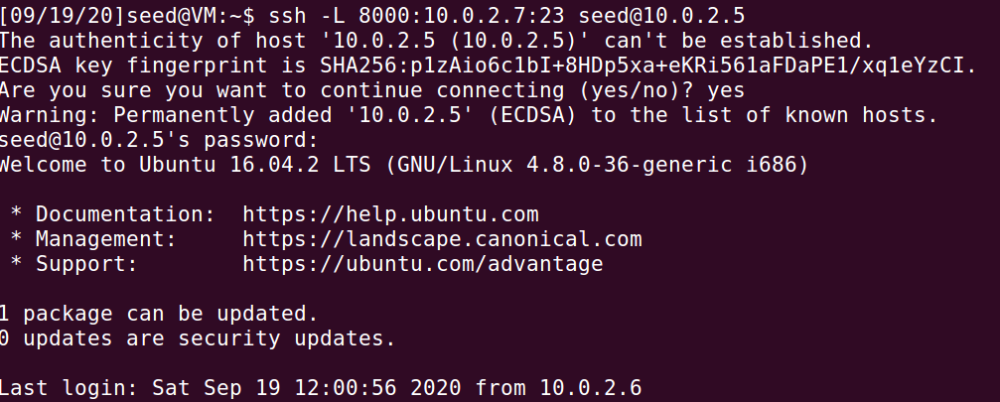 [09/19/20]seed@VM:~$ ssh -L 8000:10.0.2.7:23 seed@10.0.2.5
The authenticity of host '10.0.2.5 (10.0.2.5)' can't be established.
ECDSA key fingerprint is SHA256:p1zAio6c1bI+8HDp5xa+eKRi561aFDaPE1/xq1eYzCI.
Are you sure you want to continue connecting (yes/no)? yes
Warning: Permanently added '10.0.2.5' (ECDSA) to the list of known hosts.
seed@10.0.2.5's password:
Welcome to Ubuntu 16.04.2 LTS (GNU/Linux 4.8.0-36-generic i686)
* Documentation: https://help.ubuntu.com
* Management: https://landscape.canonical.com
* Support: https://ubuntu.com/advantage
1 package can be updated.
0 updates are security updates.
Last login: Sat Sep 19 12:00:56 2020 from 10.0.2.6